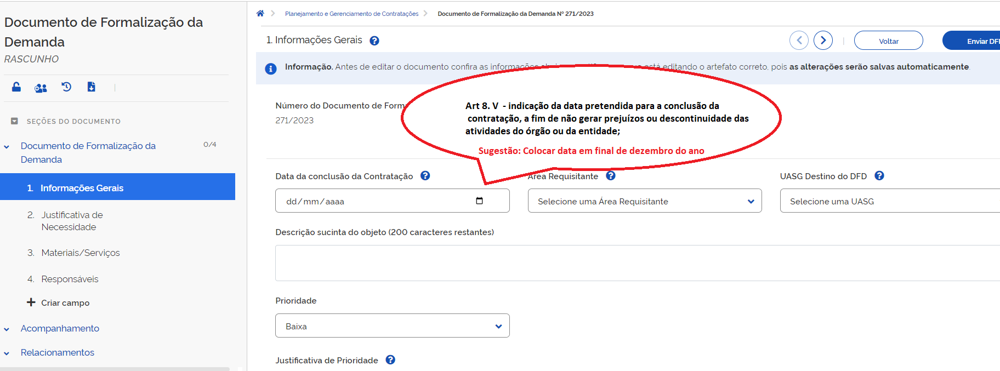 Documento de Formalização da
Demanda
RASCUNHO
SEÇÕES DO DOCUMENTO
Documento de Formalização da
Demanda
0/4
1. Informações Gerais
2. Justificativa de
Necessidade
3. Materiais/Serviços
4. Responsáveis
Criar campo
Acompanhamento
Relacionamentos
Planejamento e Gerenciamento de Contratações
Documento de Formalização da Demanda Nº 271/2023
1. Informações Gerais
Voltar
Enviar DF
Informação. Antes de editar o documento confira as informações está editando o artefato correto, pois as alterações serão salvas automaticamente.
Número do Documento de Form
271/2023
Art 8. V - indicação da data pretendida para a conclusão da
contratação, a fim de não gerar prejuízos ou descontinuidade das
atividades do órgão ou da entidade;
Sugestão: Colocar data em final de dezembro do ano
Data da conclusão da Contratação
Área Requisitante
UASG Destino do DFD
dd/mm/aaaa
Selecione uma Área Requisitante
Selecione uma UASG
Descrição sucinta do objeto (200 caracteres restantes)
Prioridade
Baixa
Justificativa de Prioridade